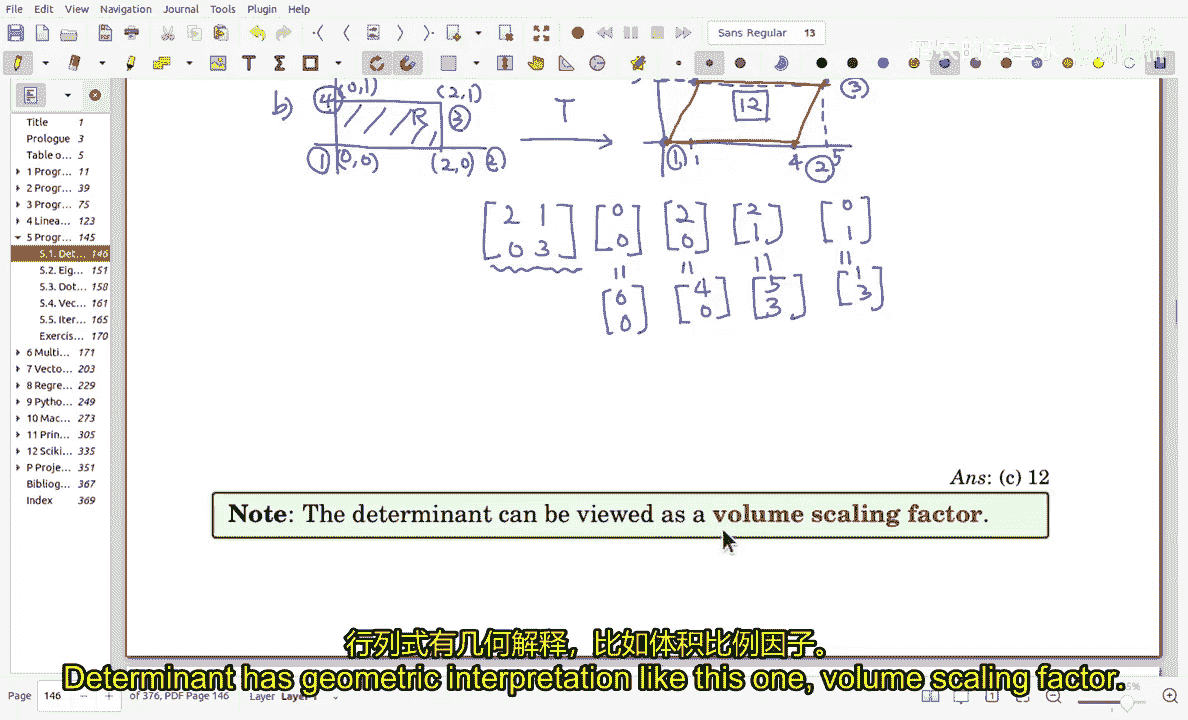 File Edit View Navigation Journal Tools Plugin Help
Sans Regular 13
Title 1
Prologue 3
Table o... 5
1 Progr... 11
2 Progr... 39
3 Progr... 75
4 Linea... 123
5 Progr... 145
5.1. Det... 146
5.2. Eig... 151
5.3. Dot... 158
5.4. Vec... 161
5.5. Iter... 165
Exercis... 170
6 Multi... 171
7 Vecto... 203
8 Regre... 229
9 Pytho... 249
10 Mac... 273
11 Prin... 305
12 Sciki... 335
P Proje... 351
Bibliog... 367
Index 369
b) 4 (0,1) (2,1) R 3 T 12 3
1 (0,0) (2,0) 2 1 1 4 2 5
[2 1] [0] [2] [2] [0]
[0 3] [0] [0] [1] [1]
= = = =
[0] [4] [5] [1]
[0] [0] [3] [3]
Ans: (c) 12
Note: The determinant can be viewed as a volume scaling factor.
行列式有几何解释，比如体积比例因子。
Determinant has geometric interpretation like this one, volume scaling factor.
Page 146 of 376, PDF Page 146 Layer